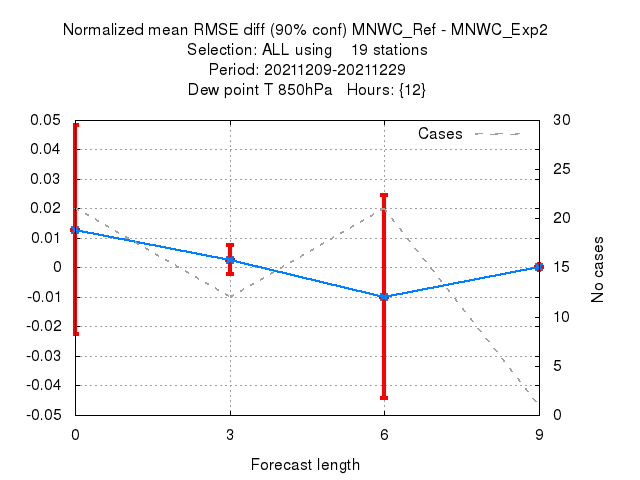 Normalized mean RMSE diff (90% conf) MNWC_Ref - MNWC_Exp2
Selection: ALL using    19 stations
Period: 20211209-20211229
Dew point T 850hPa   Hours: {12}
Cases
0.05
0.04
0.03
0.02
0.01
0
-0.01
-0.02
-0.03
-0.04
-0.05
30
25
20
15
10
5
0
No cases
0 3 6 9
Forecast length